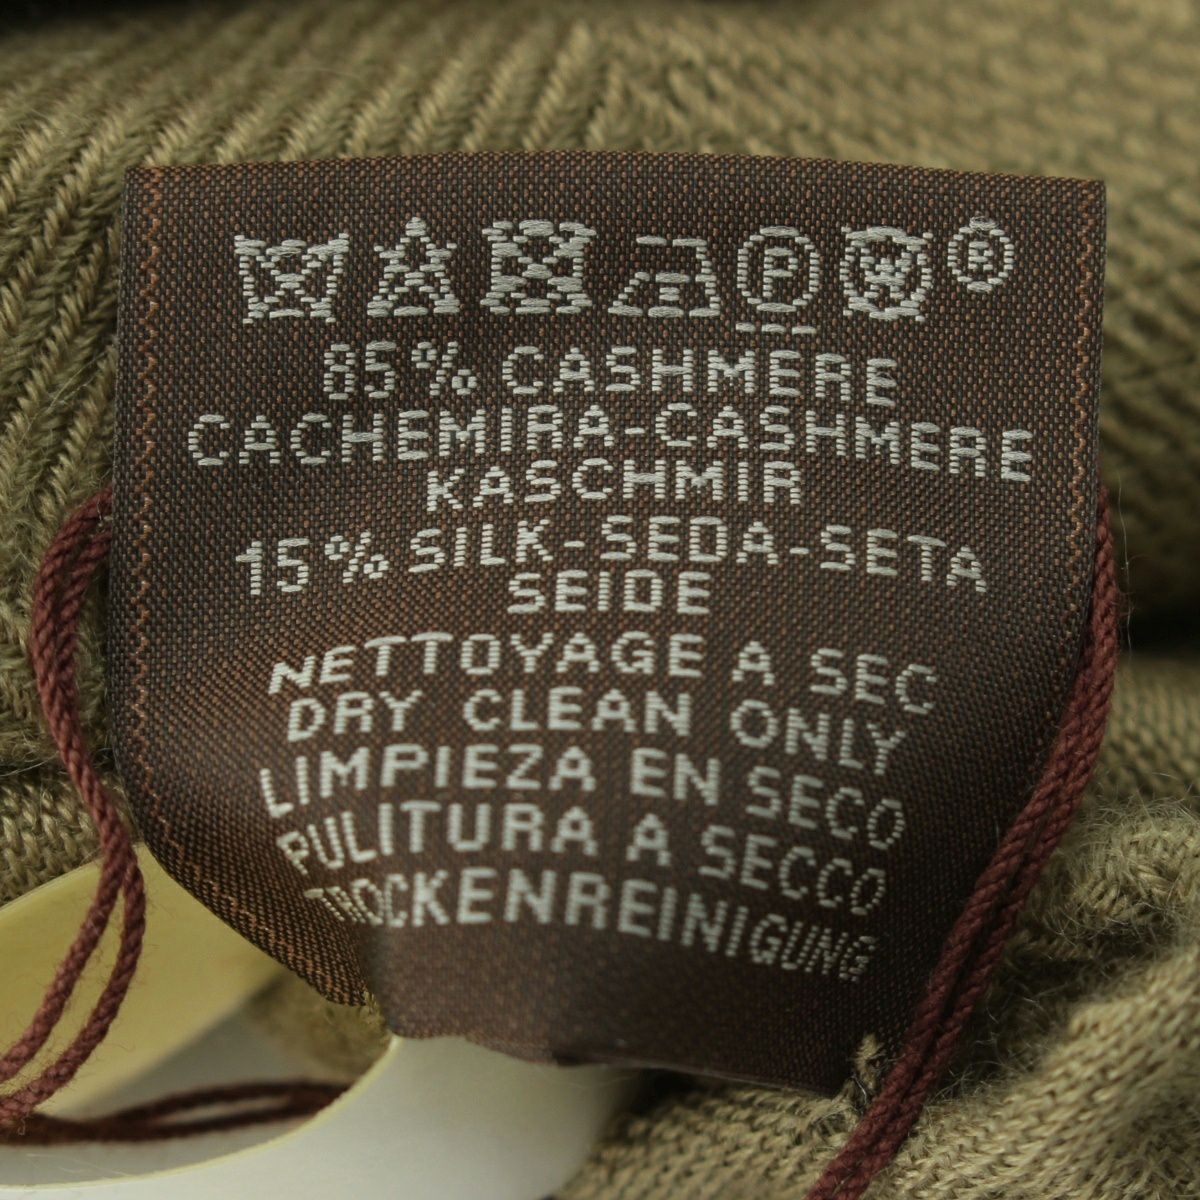 P
®
85% CASHMERE
CACHEMIRA-CASHMERE
KASCHMIR
15% SILK-SEDA-SETA
SEIDE
NETTOYAGE A SEC
DRY CLEAN ONLY
LIMPIEZA EN SECO
PULITURA A SECCO
TROCKENREINIGUNG